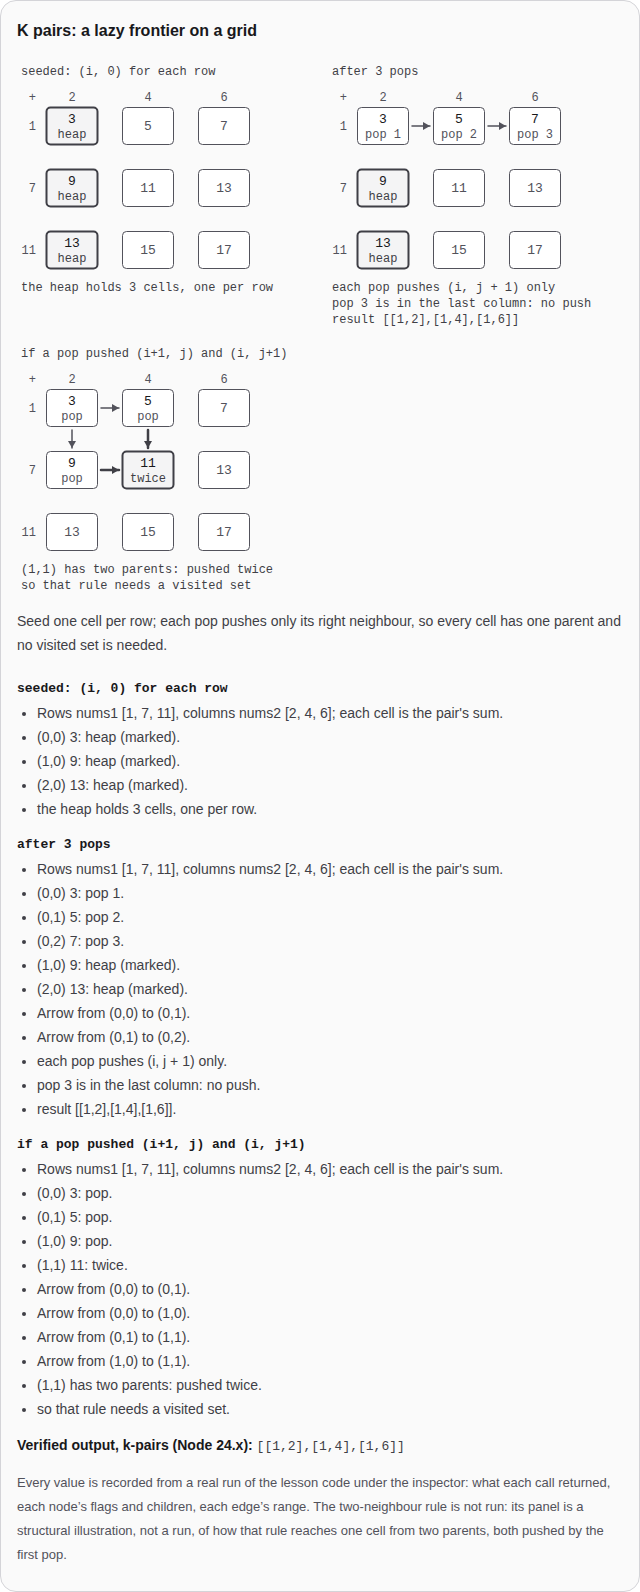 K pairs: a lazy frontier on a grid
seeded: (i, 0) for each row
+ 2 4 6
1 3 heap 5 7
7 9 heap 11 13
11 13 heap 15 17
the heap holds 3 cells, one per row
after 3 pops
+ 2 4 6
1 3 pop 1 5 pop 2 7 pop 3
7 9 heap 11 13
11 13 heap 15 17
each pop pushes (i, j + 1) only
pop 3 is in the last column: no push
result [[1,2],[1,4],[1,6]]
if a pop pushed (i+1, j) and (i, j+1)
+ 2 4 6
1 3 pop 5 pop 7
7 9 pop 11 twice 13
11 13 15 17
(1,1) has two parents: pushed twice
so that rule needs a visited set
Seed one cell per row; each pop pushes only its right neighbour, so every cell has one parent and
no visited set is needed.
seeded: (i, 0) for each row
• Rows nums1 [1, 7, 11], columns nums2 [2, 4, 6]; each cell is the pair's sum.
• (0,0) 3: heap (marked).
• (1,0) 9: heap (marked).
• (2,0) 13: heap (marked).
• the heap holds 3 cells, one per row.
after 3 pops
• Rows nums1 [1, 7, 11], columns nums2 [2, 4, 6]; each cell is the pair's sum.
• (0,0) 3: pop 1.
• (0,1) 5: pop 2.
• (0,2) 7: pop 3.
• (1,0) 9: heap (marked).
• (2,0) 13: heap (marked).
• Arrow from (0,0) to (0,1).
• Arrow from (0,1) to (0,2).
• each pop pushes (i, j + 1) only.
• pop 3 is in the last column: no push.
• result [[1,2],[1,4],[1,6]].
if a pop pushed (i+1, j) and (i, j+1)
• Rows nums1 [1, 7, 11], columns nums2 [2, 4, 6]; each cell is the pair's sum.
• (0,0) 3: pop.
• (0,1) 5: pop.
• (1,0) 9: pop.
• (1,1) 11: twice.
• Arrow from (0,0) to (0,1).
• Arrow from (0,0) to (1,0).
• Arrow from (0,1) to (1,1).
• Arrow from (1,0) to (1,1).
• (1,1) has two parents: pushed twice.
• so that rule needs a visited set.
Verified output, k-pairs (Node 24.x): [[1,2],[1,4],[1,6]]
Every value is recorded from a real run of the lesson code under the inspector: what each call returned,
each node's flags and children, each edge's range. The two-neighbour rule is not run: its panel is a
structural illustration, not a run, of how that rule reaches one cell from two parents, both pushed by the
first pop.